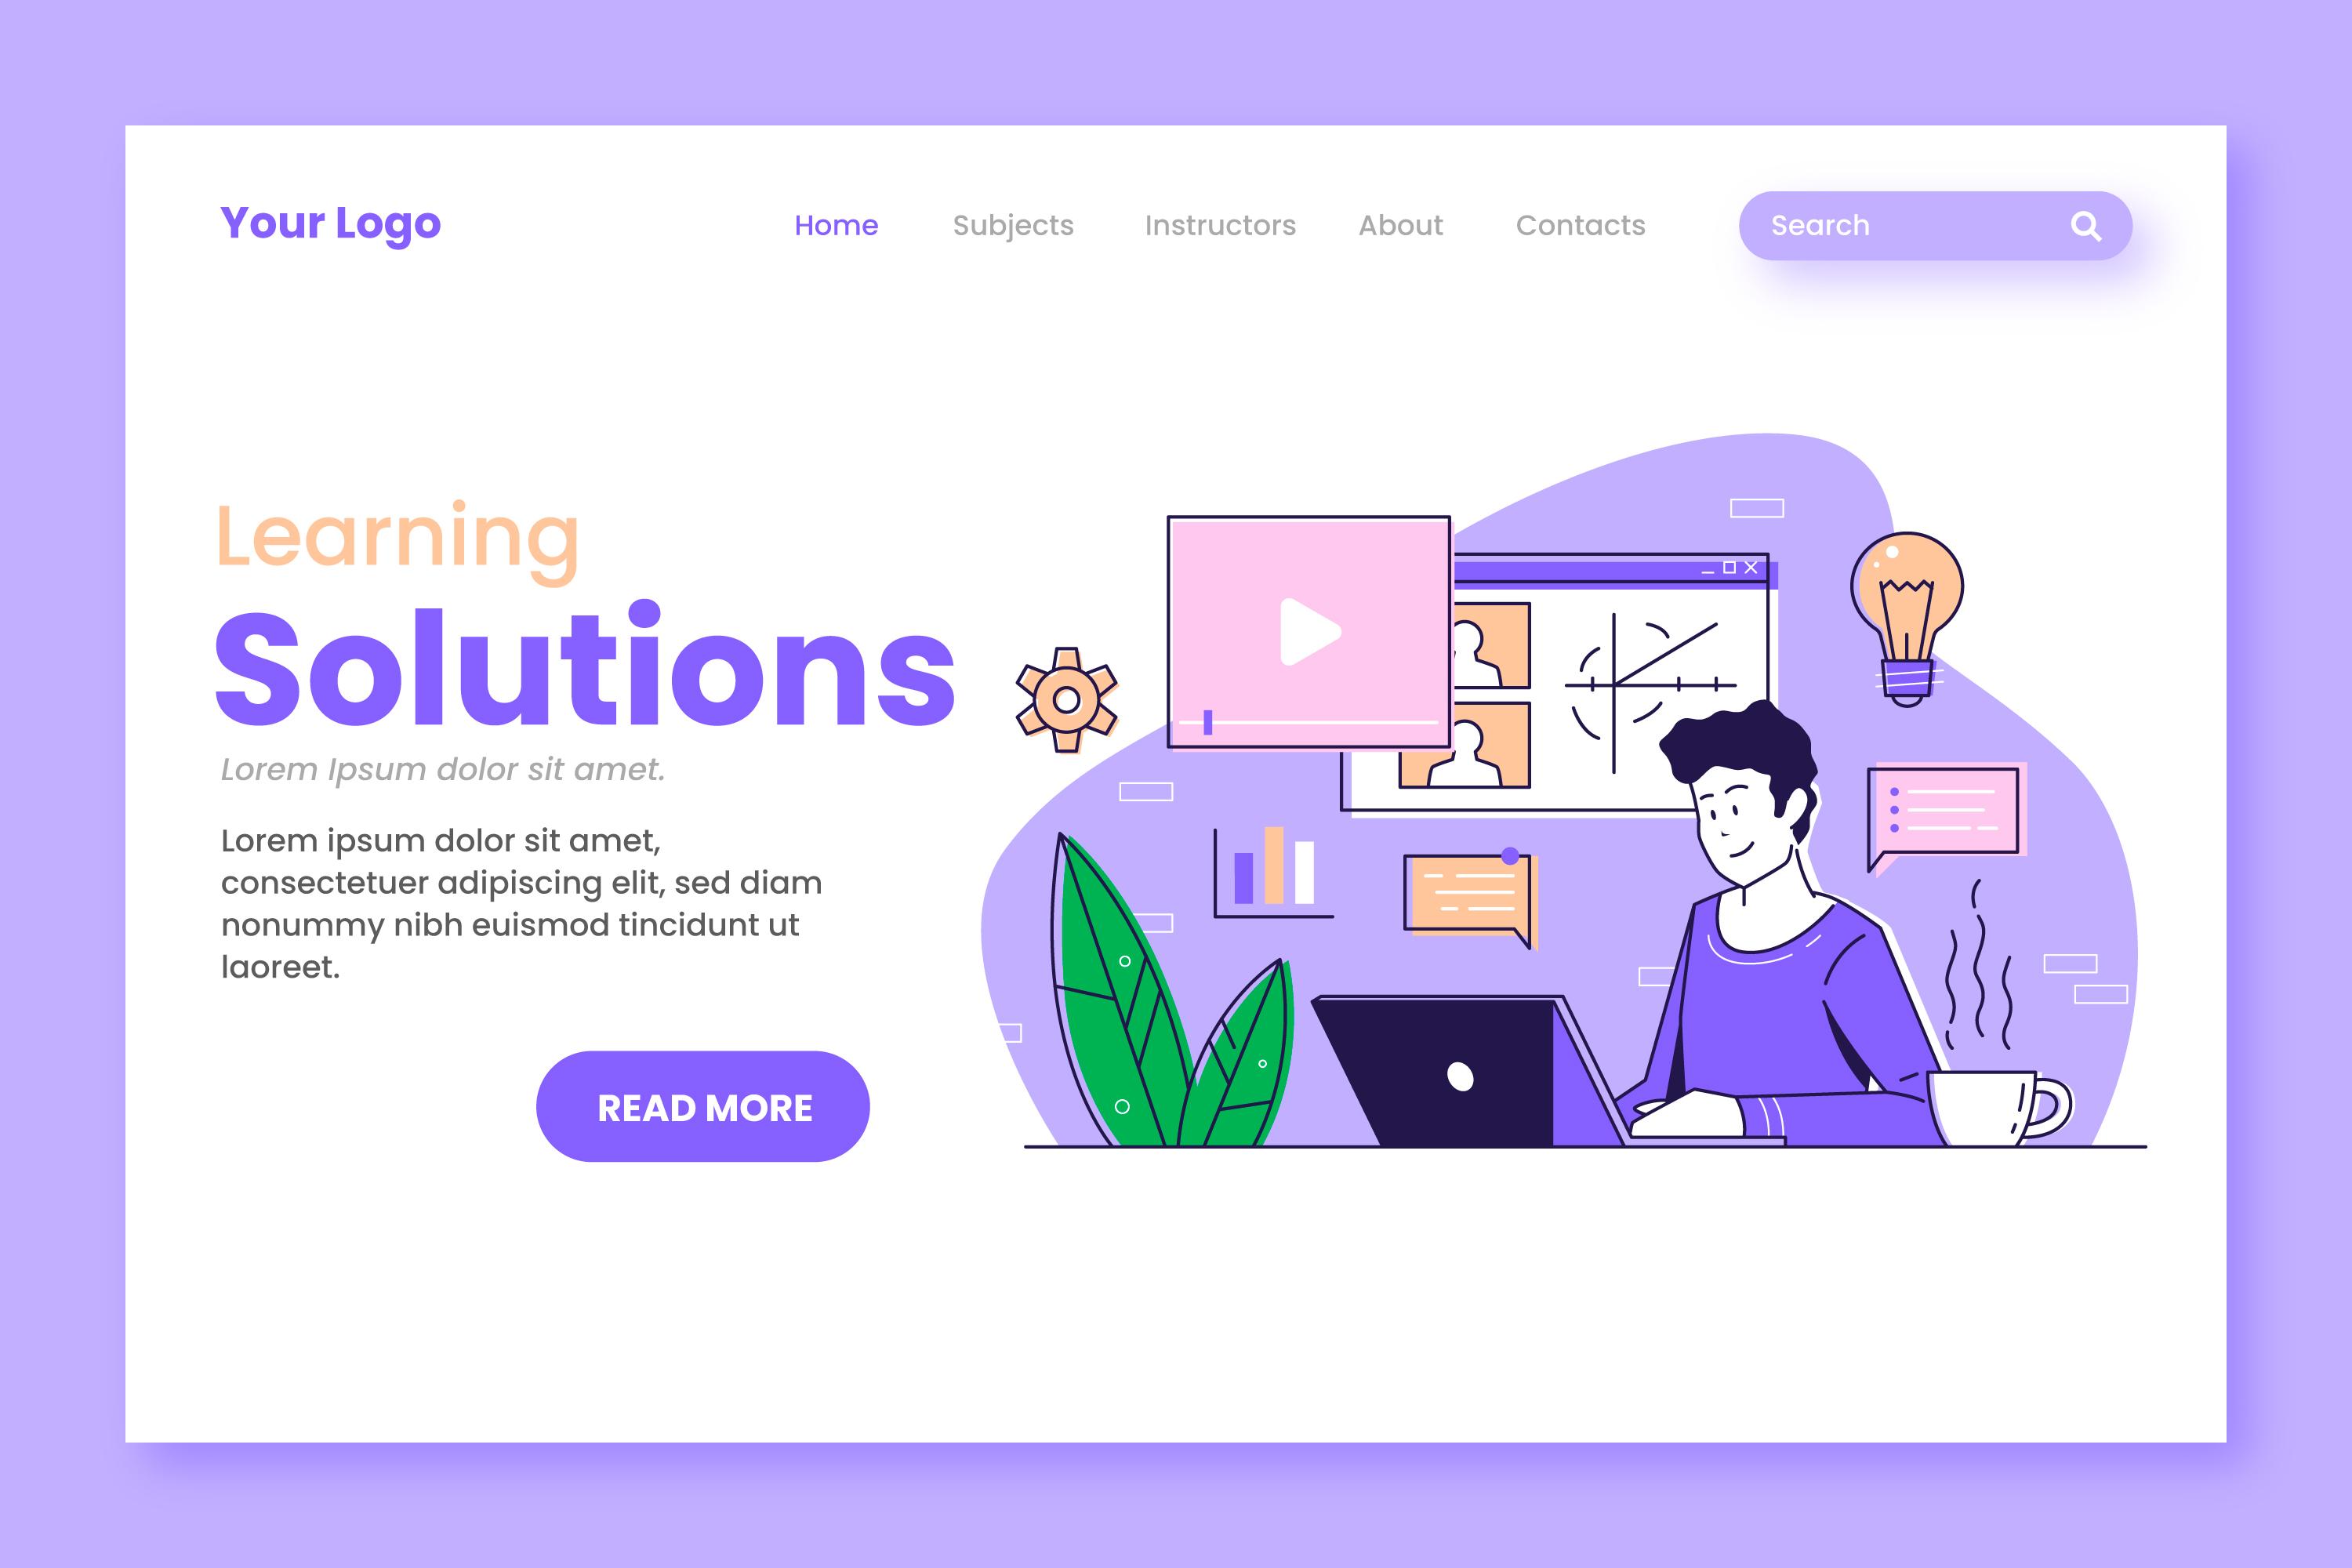 Your Logo
Home Subjects Instructors About Contacts Search
Learning
Solutions
Lorem Ipsum dolor sit amet.
Lorem ipsum dolor sit amet,
consectetuer adipiscing elit, sed diam
nonummy nibh euismod tincidunt ut
laoreet.
READ MORE